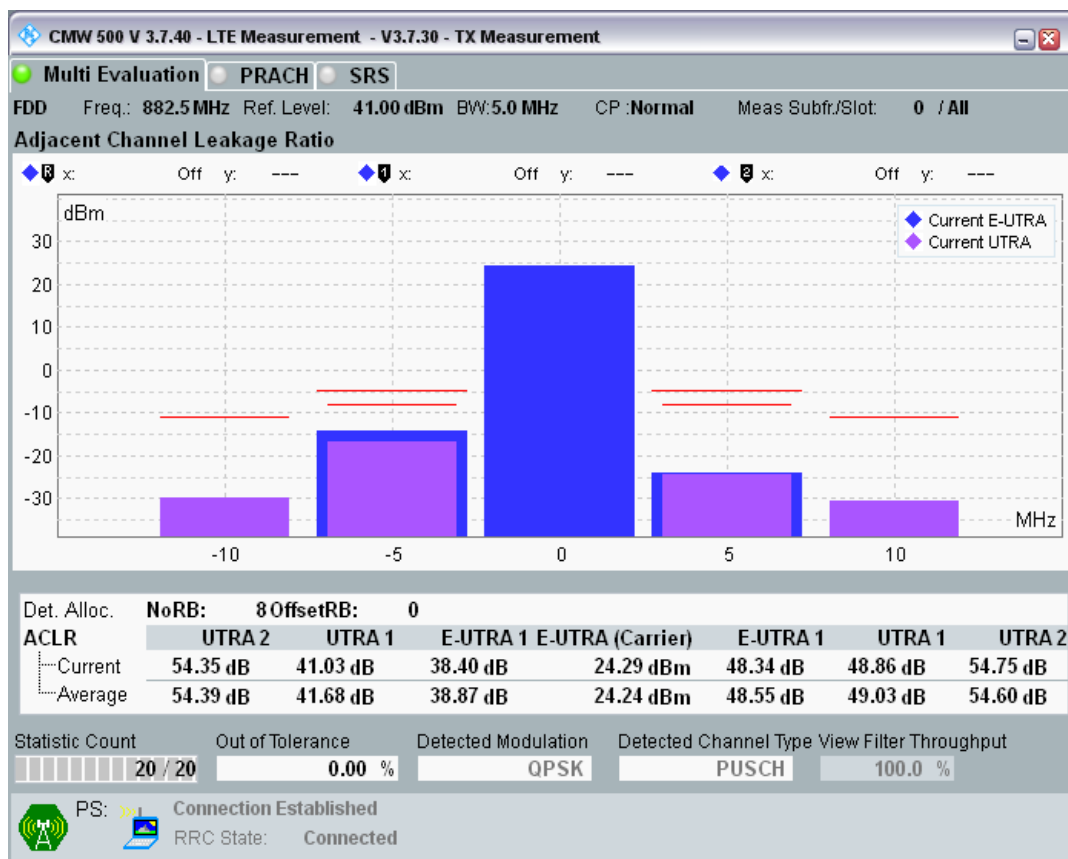 CMW 500 V 3.7.40 - LTE Measurement - V3.7.30 - TX Measurement
Multi Evaluation PRACH SRS
FDD Freq.: 882.5 MHz Ref. Level: 41.00 dBm BW:5.0 MHz CP :Normal Meas Subfr./Slot: 0 / All
Adjacent Channel Leakage Ratio
R x: Off y: --- 1 x: Off y: --- 2 x: Off y: ---
dBm
Current E-UTRA
Current UTRA
30
20
10
0
-10
-20
-30
MHz
-10 -5 0 5 10
Det. Alloc. NoRB: 8 OffsetRB: 0
ACLR UTRA 2 UTRA 1 E-UTRA 1 E-UTRA (Carrier) E-UTRA 1 UTRA 1 UTRA 2
Current 54.35 dB 41.03 dB 38.40 dB 24.29 dBm 48.34 dB 48.86 dB 54.75 dB
Average 54.39 dB 41.68 dB 38.87 dB 24.24 dBm 48.55 dB 49.03 dB 54.60 dB
Statistic Count Out of Tolerance Detected Modulation Detected Channel Type View Filter Throughput
20 / 20 0.00 % QPSK PUSCH 100.0 %
PS: Connection Established
RRC State: Connected